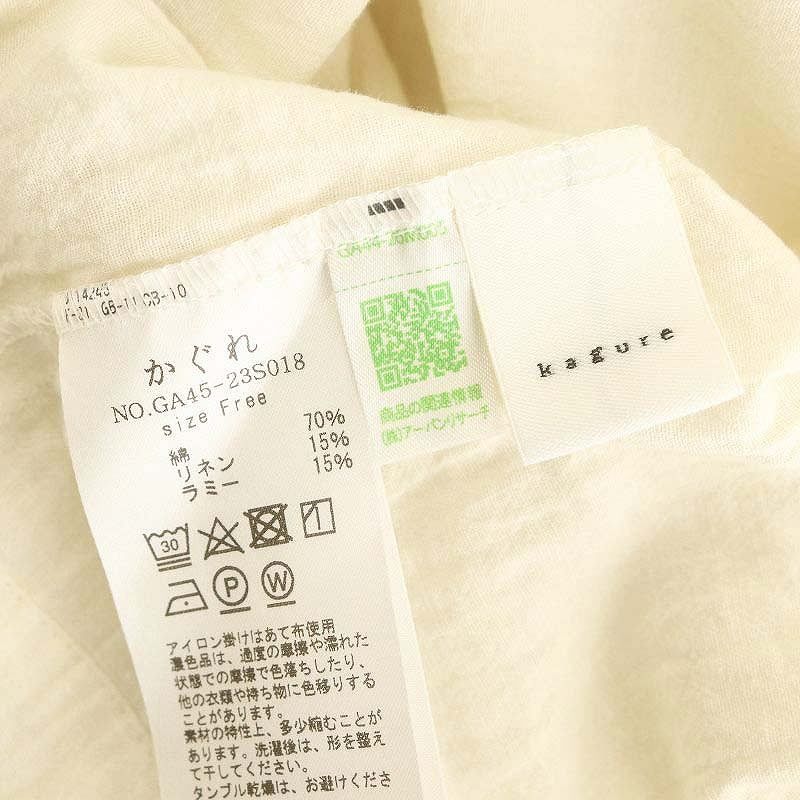 GB-11 CB-10
かぐれ
NO.GA45-23S018
size Free
綿 70%
リネン 15%
ラミー 15%
30
P
W
アイロン掛けはあて布使用
濃色品は、過度の摩擦や濡れた
状態での摩擦で色落ちしたり、
他の衣類や持ち物に色移りする
ことがあります。
素材の特性上、多少縮むことが
あります。洗濯後は、形を整え
て干してください。
タンブル乾燥は、お避けくださ
商品の関連情報
(株)アーバンリサーチ
kagure